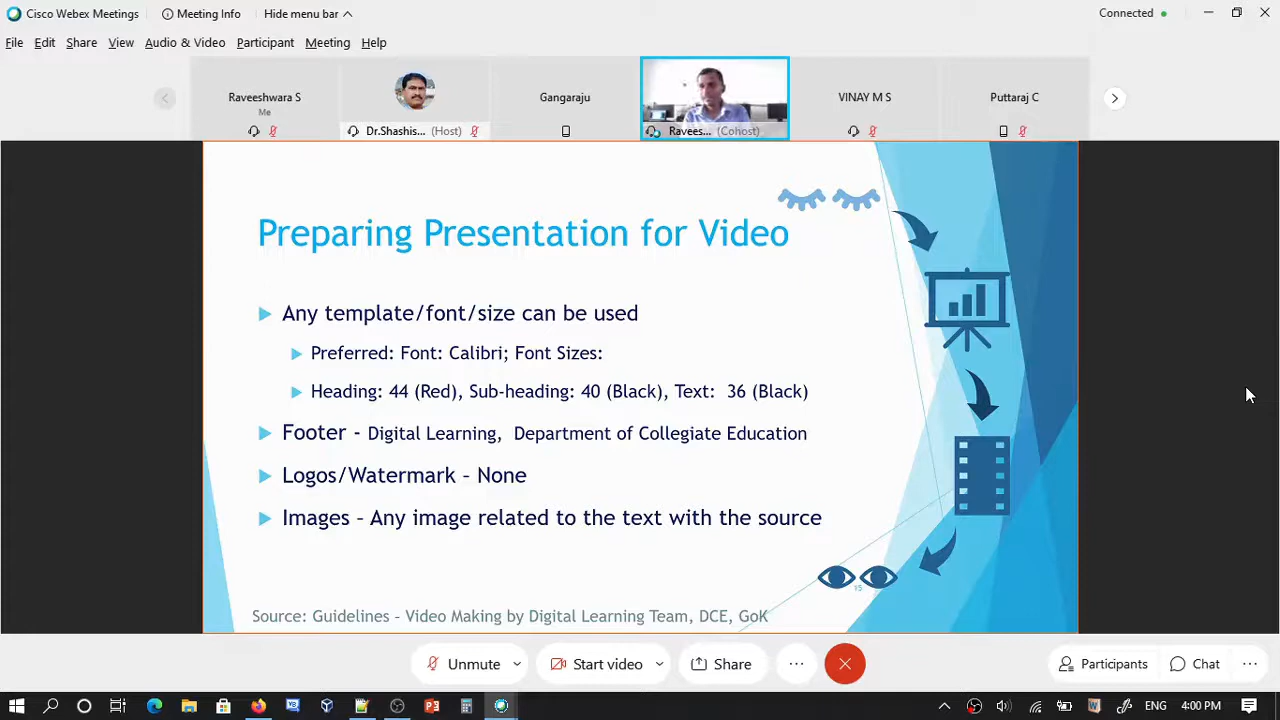 Cisco Webex Meetings Meeting Info Hide menu bar Connected
File Edit Share View Audio & Video Participant Meeting Help
Raveeshwara S
Me
Dr.Shashis... (Host)
Gangaraju
Ravees... (Cohost)
VINAY M S
Puttaraj C
Preparing Presentation for Video
Any template/font/size can be used
Preferred: Font: Calibri; Font Sizes:
Heading: 44 (Red), Sub-heading: 40 (Black), Text: 36 (Black)
Footer - Digital Learning, Department of Collegiate Education
Logos/Watermark – None
Images – Any image related to the text with the source
15
Source: Guidelines - Video Making by Digital Learning Team, DCE, GoK
Unmute Start video Share Participants Chat
ENG 4:00 PM